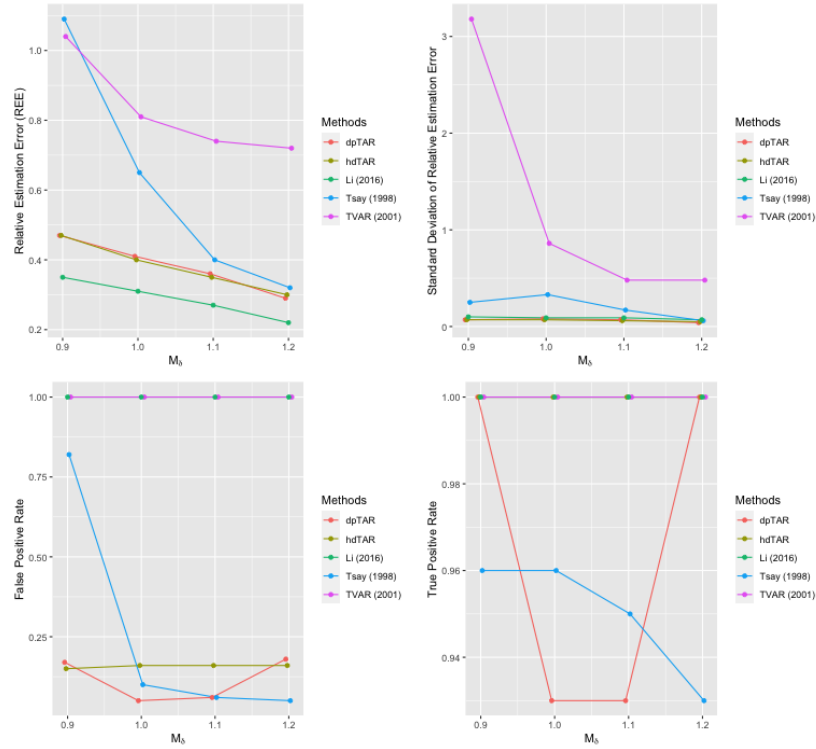 Relative Estimation Error (REE)
1.0
0.8
0.6
0.4
0.2
0.9
1.0
1.1
1.2
Mδ
Methods
dpTAR
hdTAR
Li (2016)
Tsay (1998)
TVAR (2001)
Standard Deviation of Relative Estimation Error
3
2
1
0
0.9
1.0
1.1
1.2
Mδ
Methods
dpTAR
hdTAR
Li (2016)
Tsay (1998)
TVAR (2001)
False Positive Rate
1.00
0.75
0.50
0.25
0.9
1.0
1.1
1.2
Mδ
Methods
dpTAR
hdTAR
Li (2016)
Tsay (1998)
TVAR (2001)
True Positive Rate
1.00
0.98
0.96
0.94
0.9
1.0
1.1
1.2
Mδ
Methods
dpTAR
hdTAR
Li (2016)
Tsay (1998)
TVAR (2001)